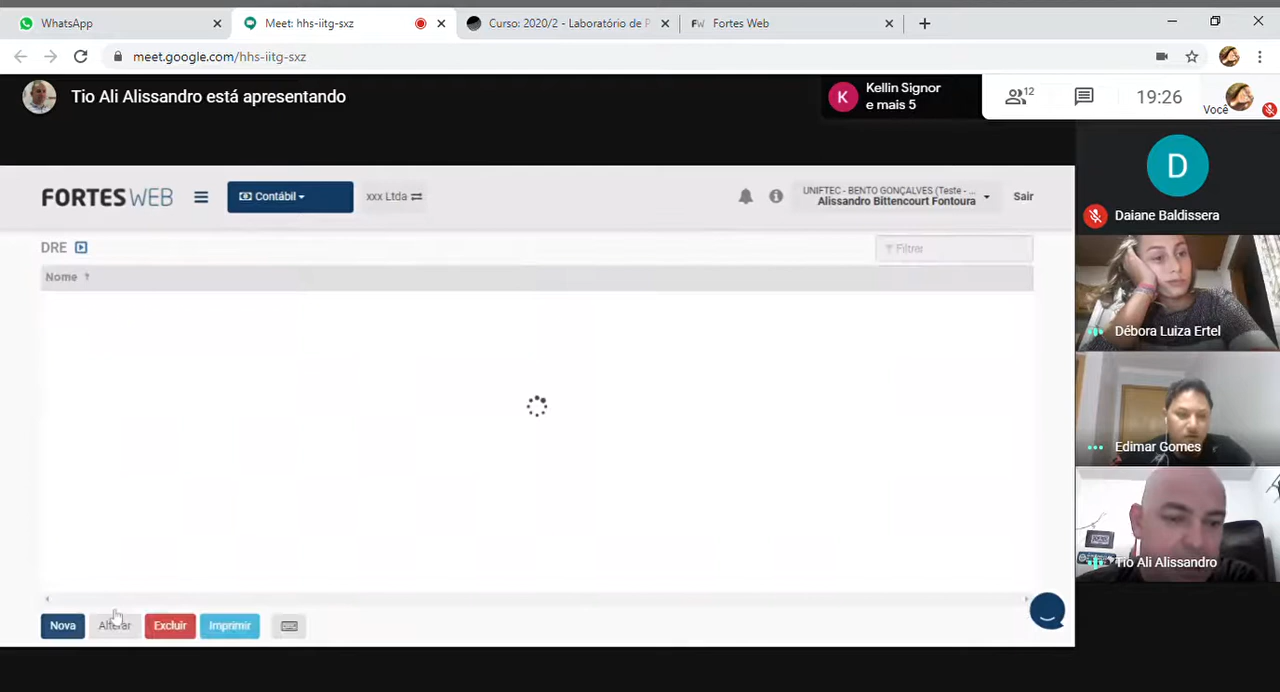 WhatsApp
Meet: hhs-iitg-sxz
Curso: 2020/2 - Laboratório de P
FW Fortes Web
meet.google.com/hhs-iitg-sxz
Tio Ali Alissandro está apresentando
K
Kellin Signor
e mais 5
12
19:26
Você
FORTES WEB
Contábil
xxx Ltda
UNIFTEC - BENTO GONÇALVES (Teste - ...
Alissandro Bittencourt Fontoura
Sair
D
Daiane Baldissera
DRE
Filtrar
Nome
Débora Luiza Ertel
Edimar Gomes
Tio Ali Alissandro
Nova
Alterar
Excluir
Imprimir